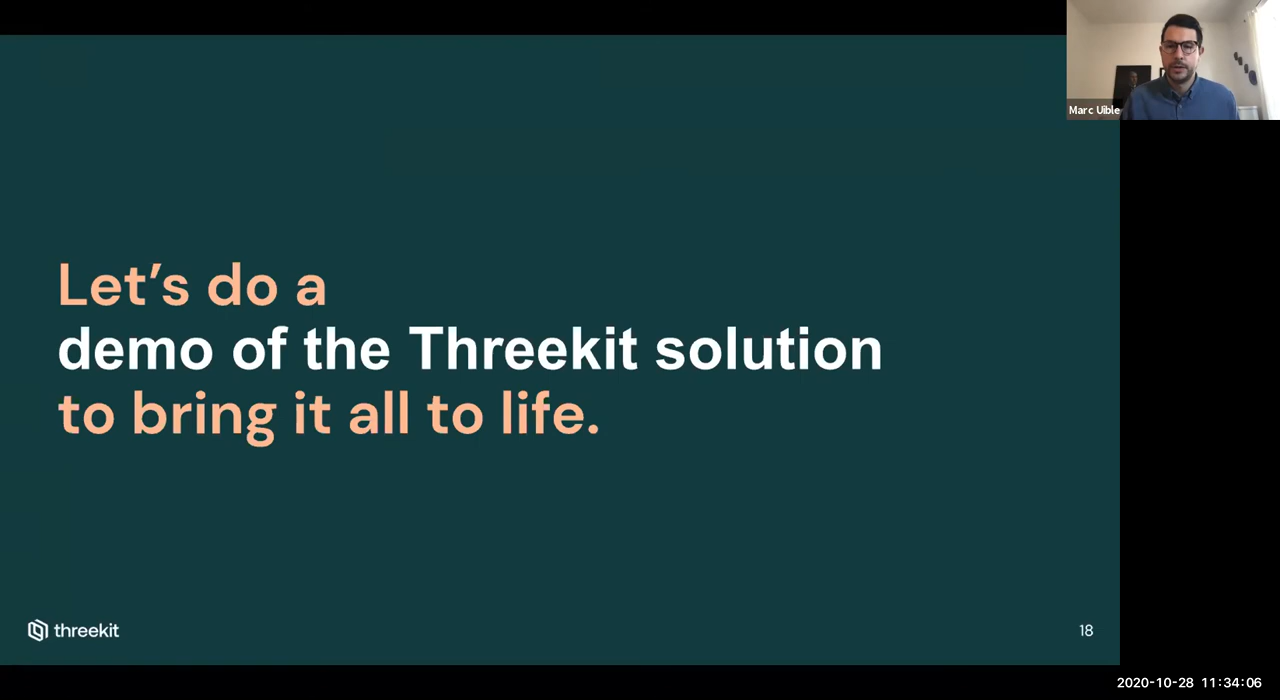 Marc Uible
Let's do a
demo of the Threekit solution
to bring it all to life.
threekit
18
2020-10-28 11:34:06